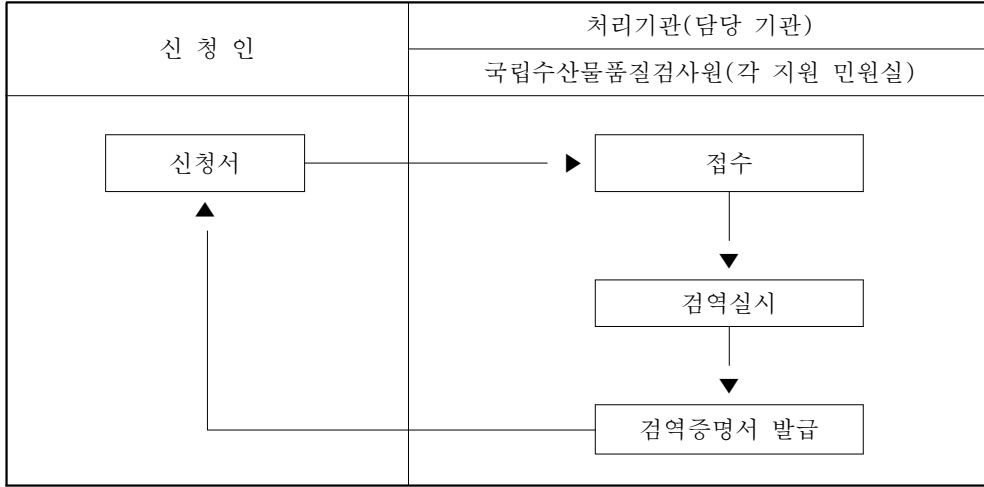 신 청 인
처리기관(담당 기관)
국립수산물품질검사원(각 지원 민원실)
신청서
접수
검역실시
검역증명서 발급